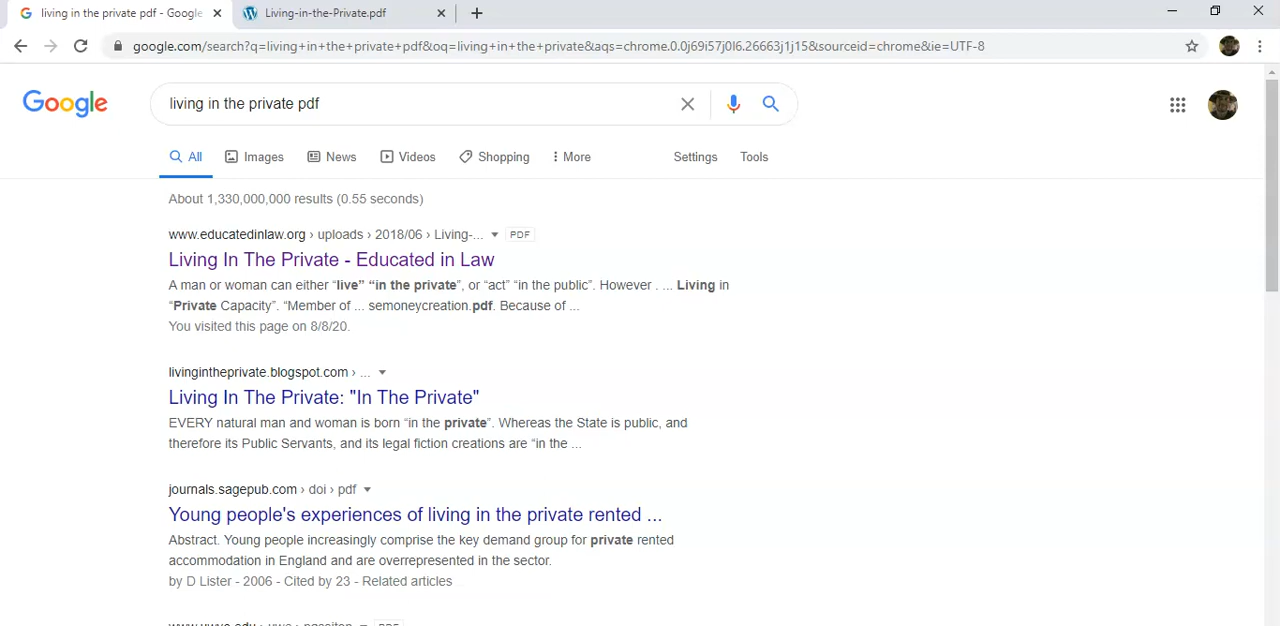 living in the private pdf - Google
Living-in-the-Private.pdf
google.com/search?q=living+in+the+private+pdf&oq=living+in+the+private&aqs=chrome.0.0j69i57j0l6.26663j1j15&sourceid=chrome&ie=UTF-8
Google
living in the private pdf
All Images News Videos Shopping More Settings Tools
About 1,330,000,000 results (0.55 seconds)
www.educatedinlaw.org › uploads › 2018/06 › Living-... PDF
Living In The Private - Educated in Law
A man or woman can either “live” “in the private”, or “act” “in the public”. However . ... Living in
“Private Capacity”. “Member of ... semoneycreation.pdf. Because of ...
You visited this page on 8/8/20.
livingintheprivate.blogspot.com › ...
Living In The Private: "In The Private"
EVERY natural man and woman is born “in the private”. Whereas the State is public, and
therefore its Public Servants, and its legal fiction creations are “in the ...
journals.sagepub.com › doi › pdf
Young people's experiences of living in the private rented ...
Abstract. Young people increasingly comprise the key demand group for private rented
accommodation in England and are overrepresented in the sector.
by D Lister - 2006 - Cited by 23 - Related articles